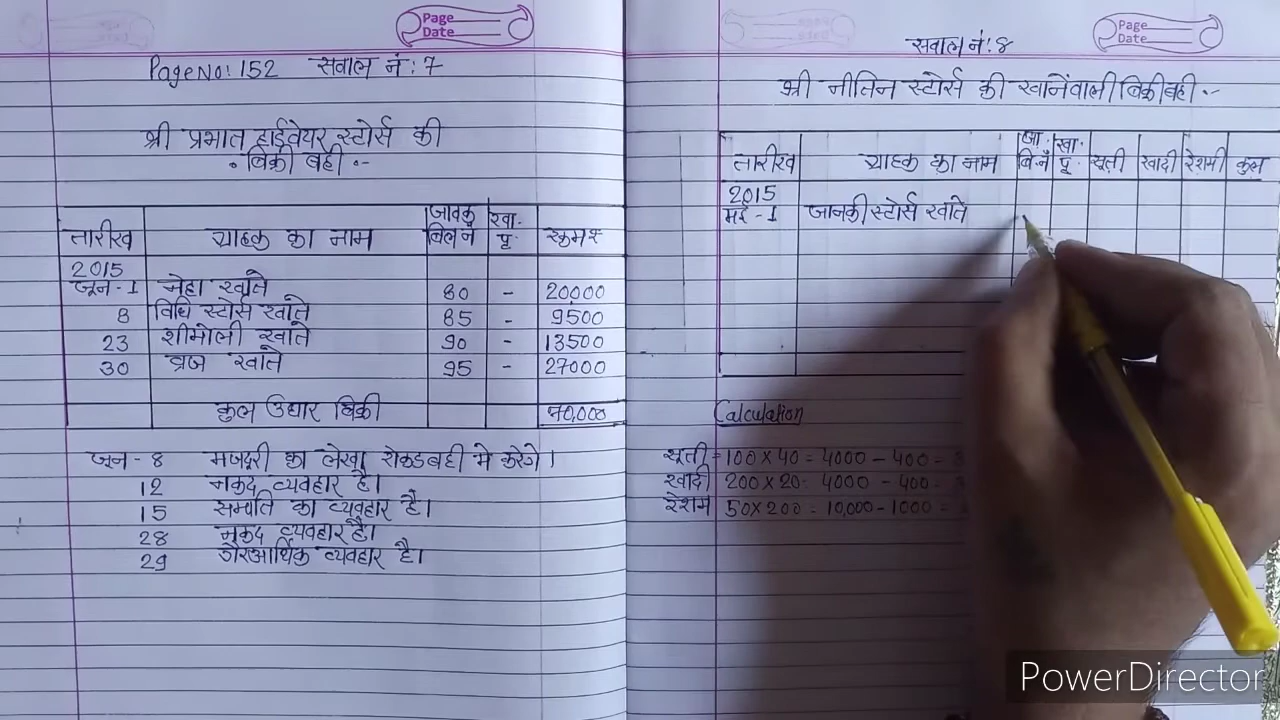 Page
Date
PageNo: 152 सवाल नं: 7
श्री प्रभात हार्डवेयर स्टोर्स की
• बिक्री बही •-
तारीख ग्राहक का नाम जावक बिल नं खा. पृ. रकम ₹
2015
जून - 1 नेहा खाते 80 - 20,000
8 विधि स्टोर्स खाते 85 - 9500
23 शीमोली खाते 90 - 13500
30 व्रज खाते 95 - 27000
कुल उधार बिक्री 70,000
जून - 8 मजदूरी का लेखा रोकडबही मे करेंगे।
12 नकद व्यवहार है।
15 सम्पति का व्यवहार है।
28 नकद व्यवहार है।
29 गेरआर्थिक व्यवहार है।
Page
Date
सवाल नं: 8
श्री नीतिन स्टोर्स की खानेंवाली बिक्री बही.-
तारीख ग्राहक का नाम जा. बि.नं खा. पृ. सूती खादी रेशमी कुल
2015
मई - 1 जानकी स्टोर्स खाते
Calculation
सूती = 100 x 40 = 4000 - 400 = 3
खादी 200 x 20 = 4000 - 400 = 3
रेशम 50 x 200 = 10,000 - 1000 =
PowerDirector